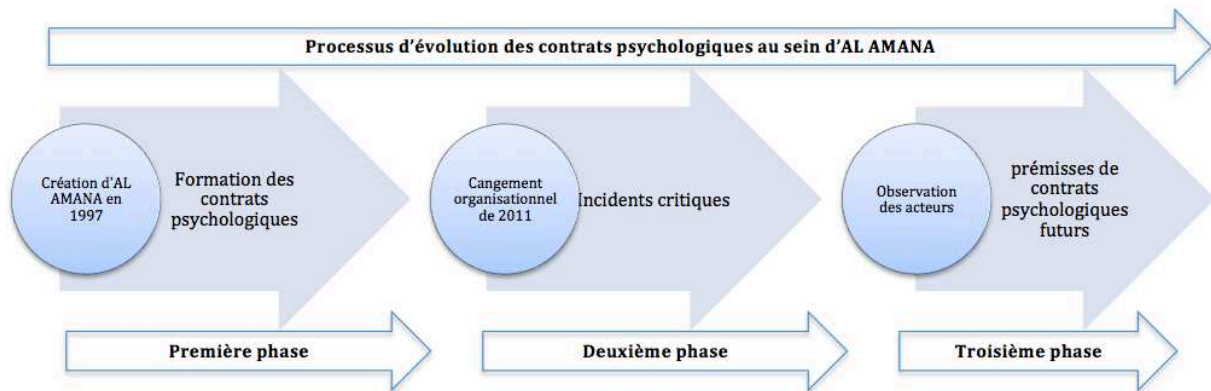 Processus d'évolution des contrats psychologiques au sein d'AL AMANA
Création d'AL
AMANA en
1997
Formation des
contrats
psychologiques
Cangement
organisationnel
de 2011
Incidents critiques
Observation
des acteurs
prémisses de
contrats
psychologiques
futurs
Première phase
Deuxième phase
Troisième phase